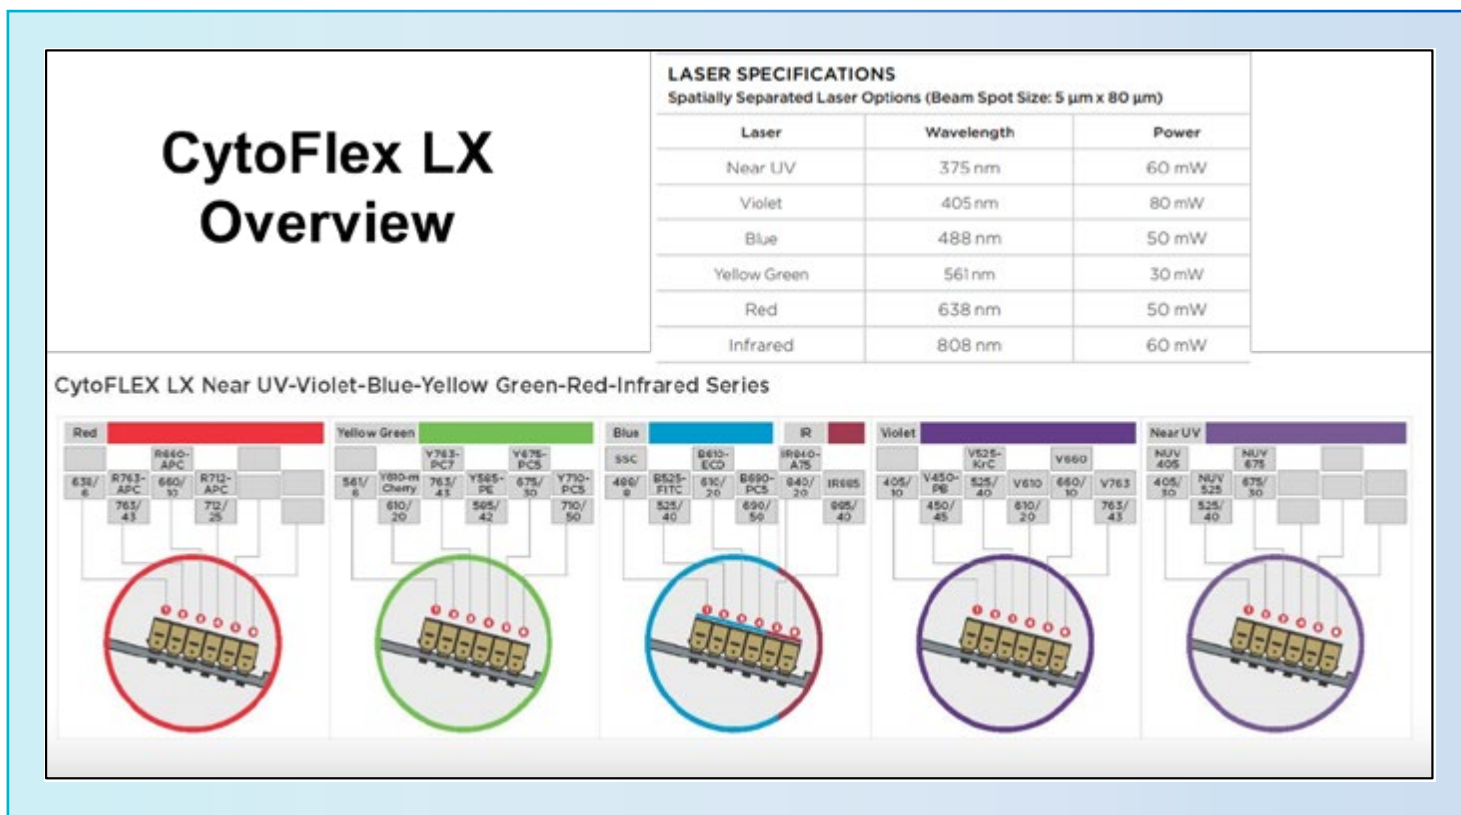 CytoFlex LX
Overview
LASER SPECIFICATIONS
Spatially Separated Laser Options (Beam Spot Size: 5 µm x 80 µm)
Laser Wavelength Power
Near UV 375 nm 60 mW
Violet 405 nm 80 mW
Blue 488 nm 50 mW
Yellow Green 561 nm 30 mW
Red 638 nm 50 mW
Infrared 808 nm 60 mW
CytoFLEX LX Near UV-Violet-Blue-Yellow Green-Red-Infrared Series
Red
R660-
APC
638/
6
R763-
APC
660/
10
R712-
APC
763/
43
712/
25
Yellow Green
Y763-
PC7
Y675-
PC5
561/
6
Y610-m
Cherry
763/
43
Y585-
PE
675/
30
Y710-
PC5
610/
20
585/
42
710/
50
Blue
IR
SSC
B610-
ECD
IR840-
A75
488/
8
B525-
FITC
610/
20
B690-
PC5
840/
20
IR885
525/
40
690/
50
885/
40
Violet
V525-
KrC
V660
405/
10
V450-
PB
525/
40
V610
660/
10
V763
450/
45
610/
20
763/
43
Near UV
NUV
405
NUV
675
405/
30
NUV
525
675/
30
525/
40